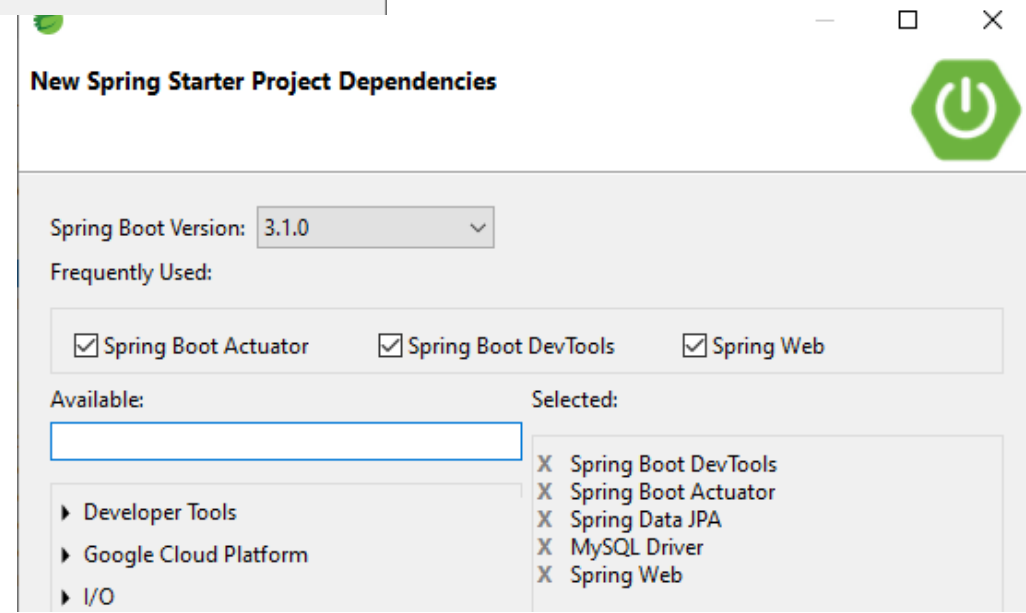 New Spring Starter Project Dependencies
Spring Boot Version: 3.1.0
Frequently Used:
Spring Boot Actuator Spring Boot DevTools Spring Web
Available: Selected:
X Spring Boot DevTools
X Spring Boot Actuator
X Spring Data JPA
X MySQL Driver
X Spring Web
Developer Tools
Google Cloud Platform
I/O